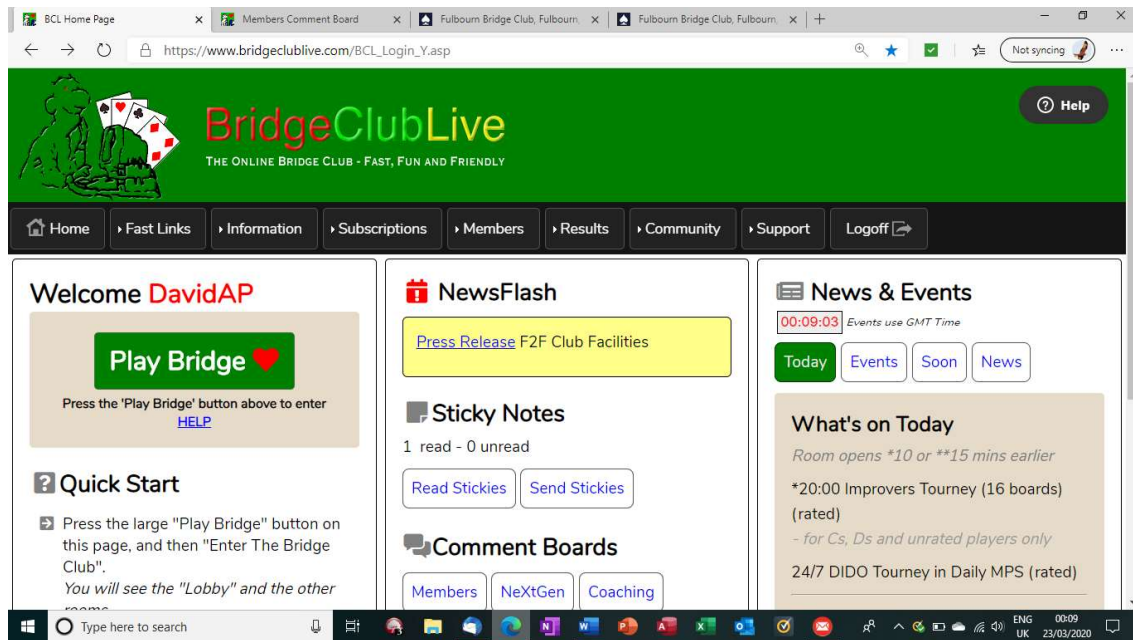 BCL Home Page
Members Comment Board
Fulbourn Bridge Club, Fulbourn,
Fulbourn Bridge Club, Fulbourn,
https://www.bridgeclublive.com/BCL_Login_Y.asp
Not syncing
BridgeClubLive
THE ONLINE BRIDGE CLUB - FAST, FUN AND FRIENDLY
Help
Home
Fast Links
Information
Subscriptions
Members
Results
Community
Support
Logoff
Welcome DavidAP
Play Bridge
Press the 'Play Bridge' button above to enter
HELP
Quick Start
Press the large "Play Bridge" button on
this page, and then "Enter The Bridge
Club".
You will see the "Lobby" and the other
rooms
NewsFlash
Press Release F2F Club Facilities
Sticky Notes
1 read - 0 unread
Read Stickies
Send Stickies
Comment Boards
Members
NeXtGen
Coaching
News & Events
00:09:03 Events use GMT Time
Today
Events
Soon
News
What's on Today
Room opens *10 or **15 mins earlier
*20:00 Improvers Tourney (16 boards)
(rated)
- for Cs, Ds and unrated players only
24/7 DIDO Tourney in Daily MPS (rated)
Type here to search
ENG
UK
00:09
23/03/2020